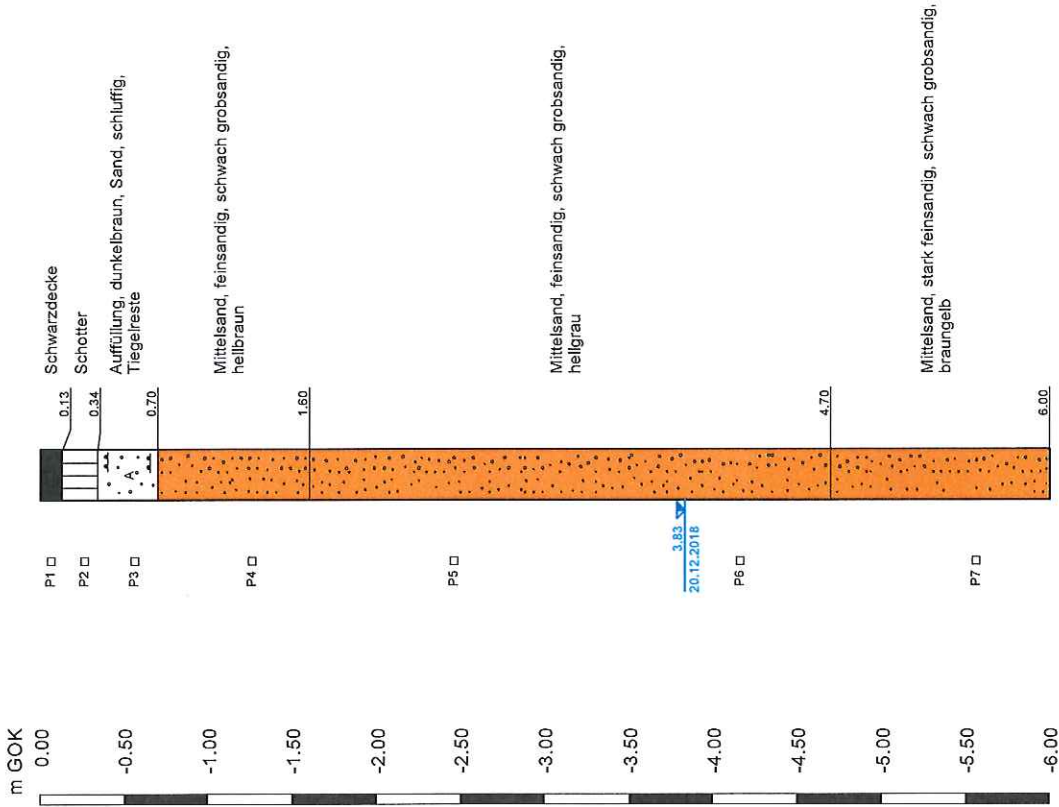 m GOK
0.00
-0.50
-1.00
-1.50
-2.00
-2.50
-3.00
-3.50
-4.00
-4.50
-5.00
-5.50
-6.00
P1
P2
P3
P4
P5
P6
P7
3.83
20.12.2018
A
0.13
0.34
0.70
1.60
4.70
6.00
Schwarzdecke
Schotter
Auffüllung, dunkelbraun, Sand, schluffig,
Tiegelreste
Mittelsand, feinsandig, schwach grobsandig,
hellbraun
Mittelsand, feinsandig, schwach grobsandig,
hellgrau
Mittelsand, stark feinsandig, schwach grobsandig,
braungelb